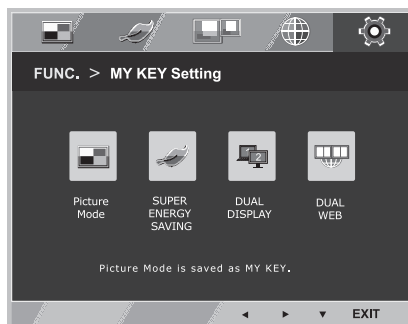 FUNC. > MY KEY Setting
2
Picture
Mode
SUPER
ENERGY
SAVING
DUAL
DISPLAY
DUAL
WEB
Picture Mode is saved as MY KEY.
◄ ► ▼ EXIT